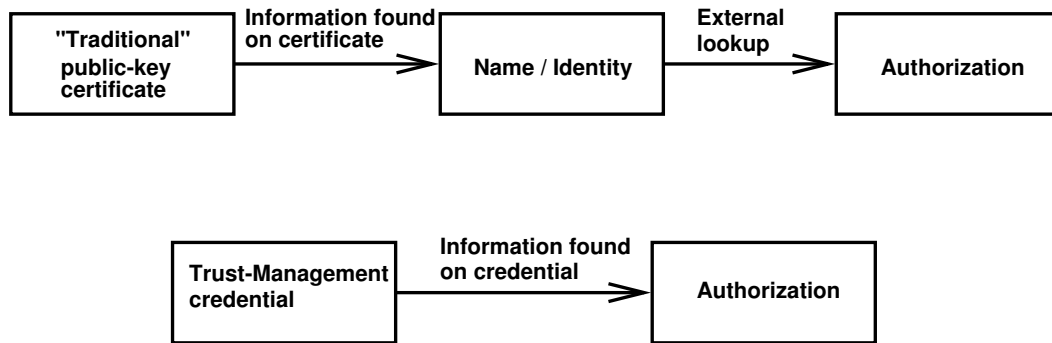 "Traditional"
public-key
certificate
Information found
on certificate
Name / Identity
External
lookup
Authorization
Trust-Management
credential
Information found
on credential
Authorization